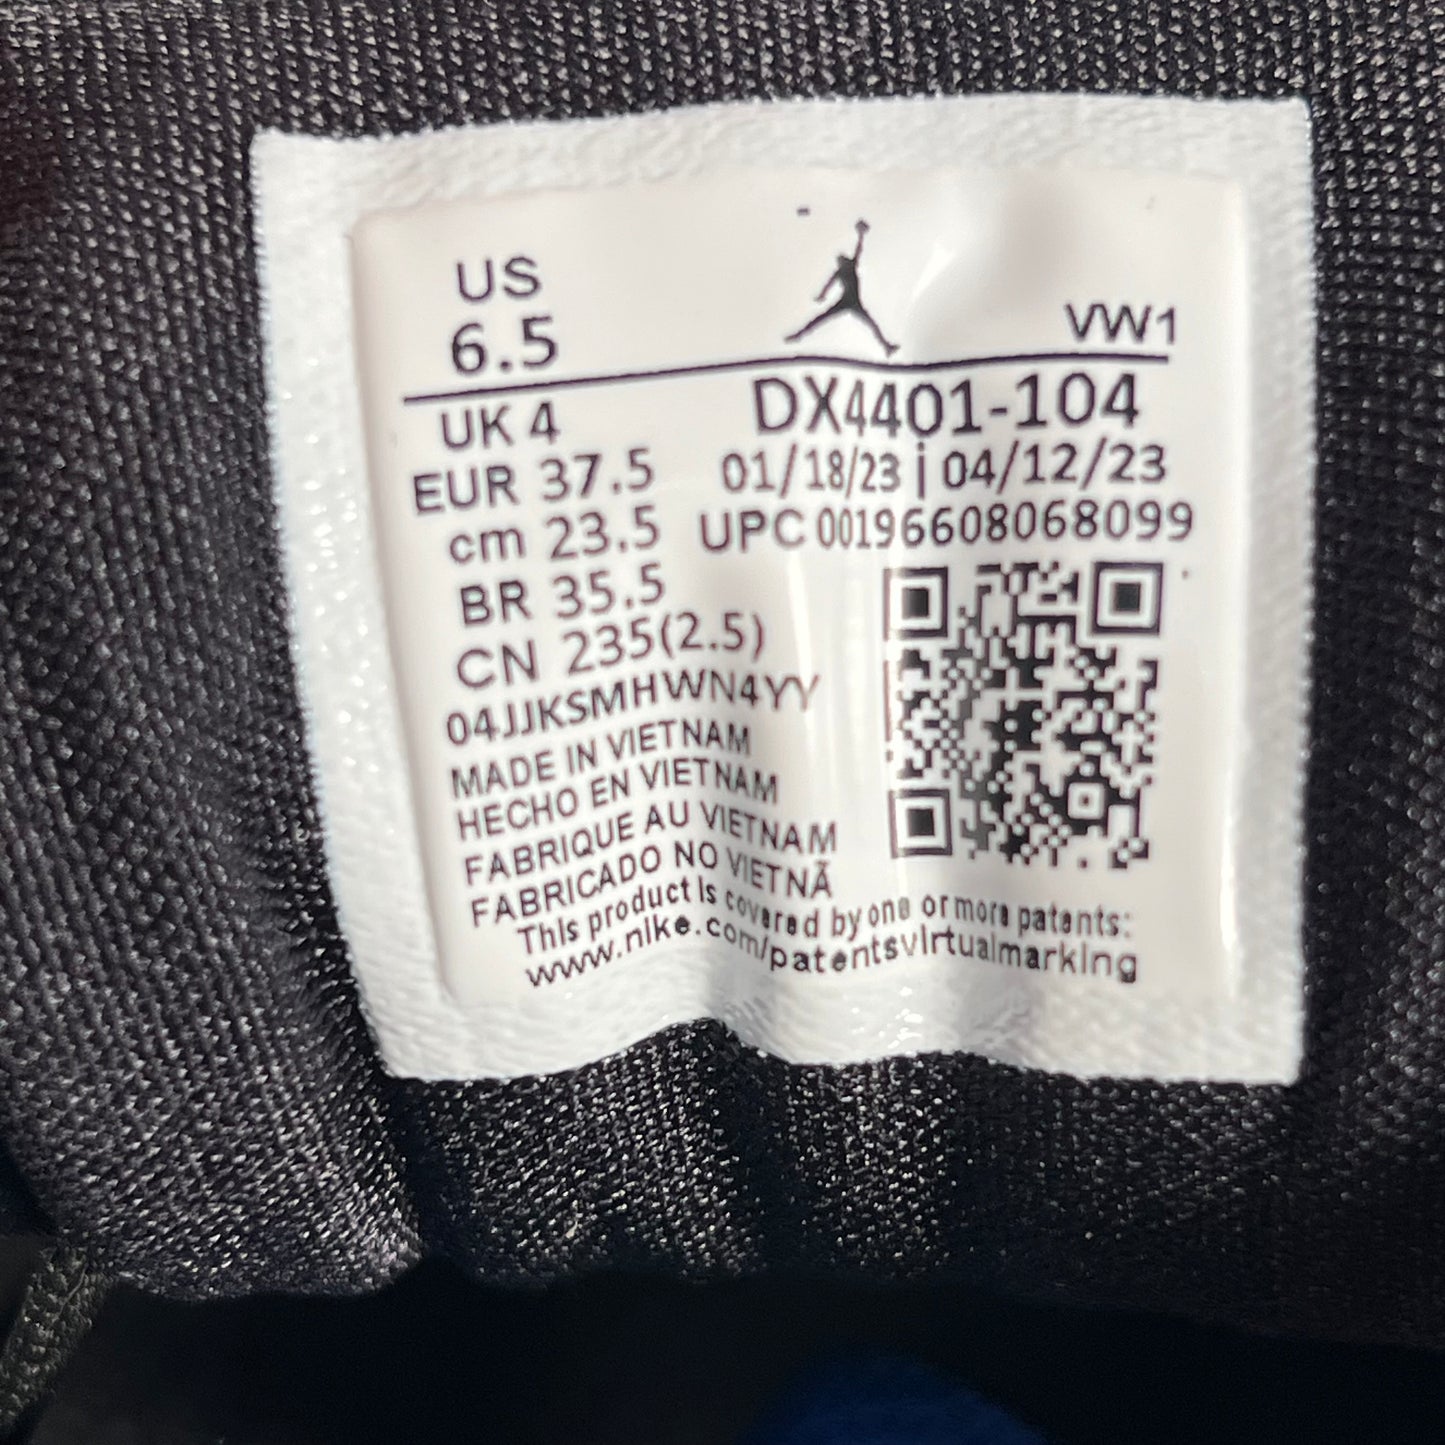 US
6.5
VW1
UK 4
DX4401-104
EUR 37.5
01/18/23 | 04/12/23
cm 23.5
UPC 00196608068099
BR 35.5
CN 235(2.5)
04JJKSMHWN4YY
MADE IN VIETNAM
HECHO EN VIETNAM
FABRIQUE AU VIETNAM
FABRICADO NO VIETNÃ
This product is covered by one or more patents:
www.nike.com/patentsvirtualmarking